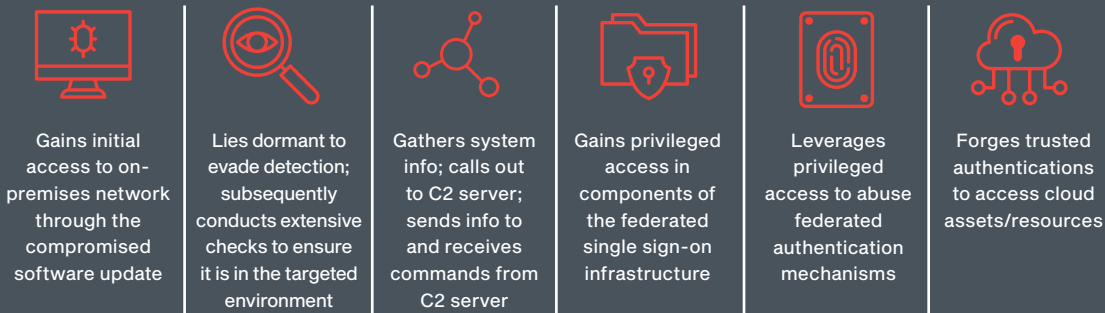 Gains initial
access to on-
premises network
through the
compromised
software update
Lies dormant to
evade detection;
subsequently
conducts extensive
checks to ensure
it is in the targeted
environment
Gathers system
info; calls out
to C2 server;
sends info to
and receives
commands from
C2 server
Gains privileged
access in
components of
the federated
single sign-on
infrastructure
Leverages
privileged
access to abuse
federated
authentication
mechanisms
Forges trusted
authentications
to access cloud
assets/resources